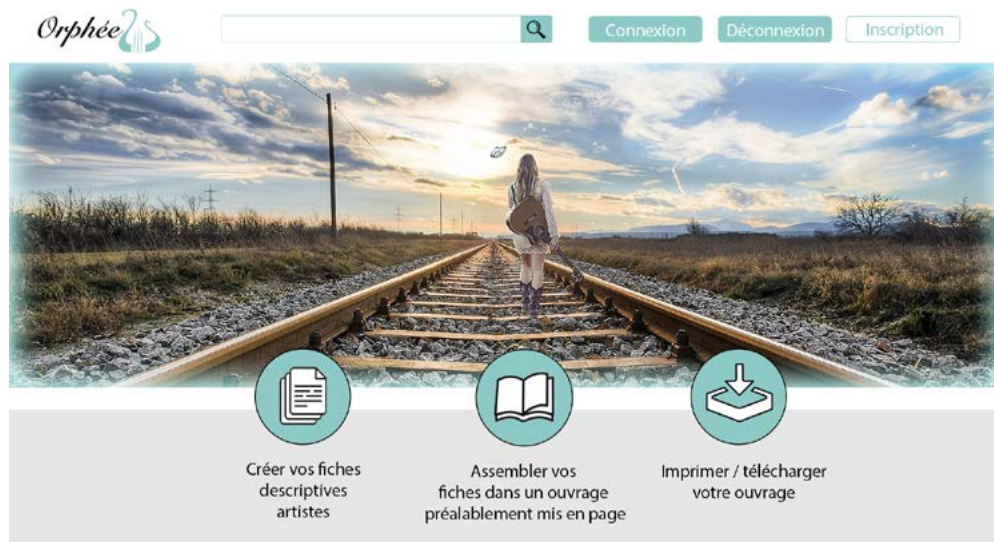 Orphée
Connexion
Déconnexion
Inscription
Créer vos fiches
descriptives
artistes
Assembler vos
fiches dans un ouvrage
préalablement mis en page
Imprimer / télécharger
votre ouvrage